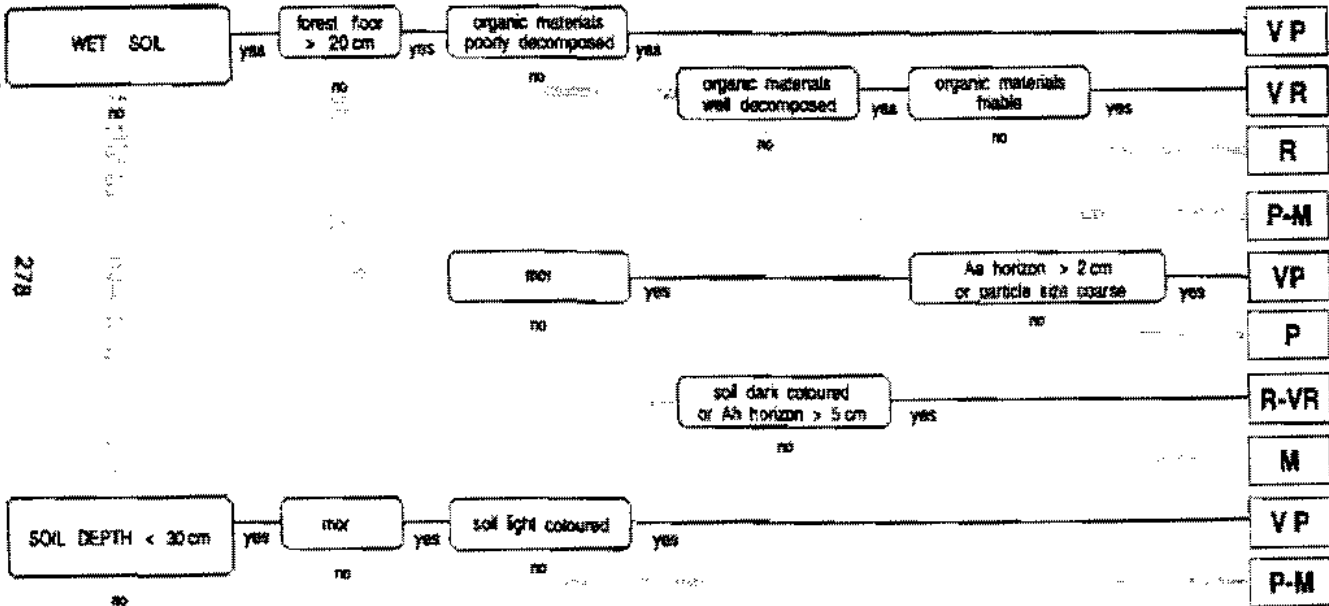 WET SOIL
yes
forest floor
> 20 cm
yes
organic materials
poorly decomposed
yes
VP
no
no
no
organic materials
well decomposed
yes
organic materials
friable
yes
VR
no
no
R
P-M
278
mor
yes
Ae horizon > 2 cm
or particle size coarse
yes
VP
no
no
P
soil dark coloured
or Ah horizon > 5 cm
yes
R-VR
no
M
SOIL DEPTH < 30 cm
yes
mor
yes
soil light coloured
yes
VP
no
no
no
P-M